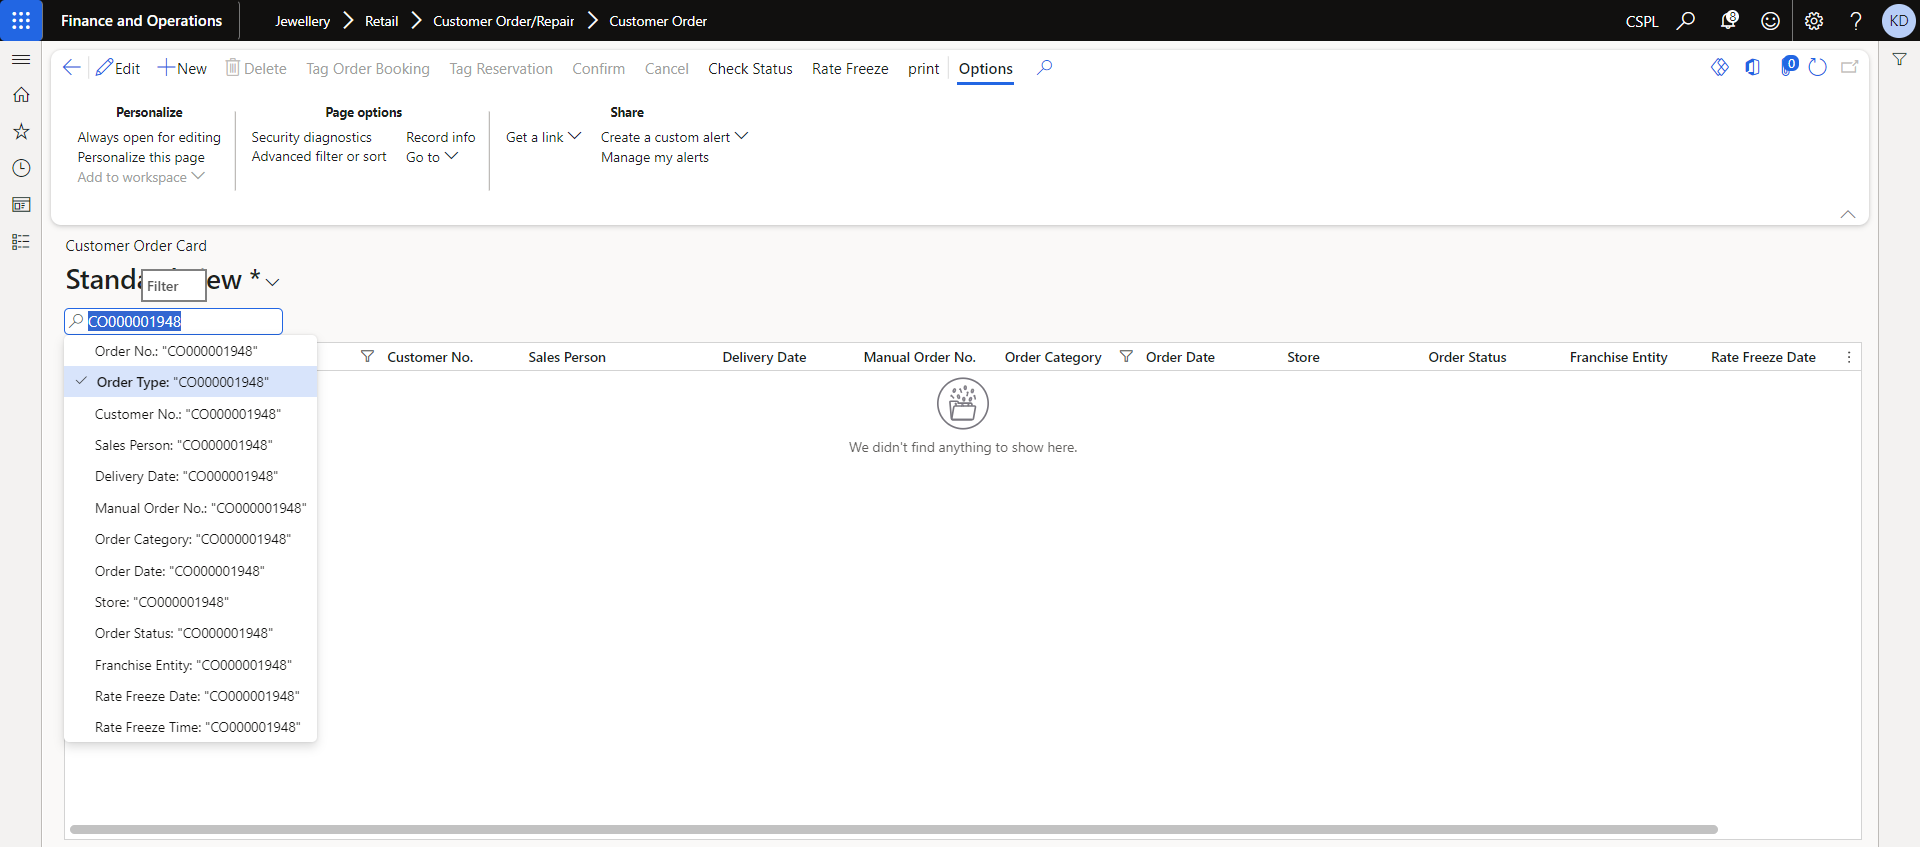 Finance and Operations Jewellery Retail Customer Order/Repair Customer Order CSPL 8 ? KD
Edit New Delete Tag Order Booking Tag Reservation Confirm Cancel Check Status Rate Freeze print Options 0
Personalize Page options Share
Always open for editing Security diagnostics Record info Get a link Create a custom alert
Personalize this page Advanced filter or sort Go to Manage my alerts
Add to workspace
Customer Order Card
Standa ew *
Filter
CO000001948
Customer No. Sales Person Delivery Date Manual Order No. Order Category Order Date Store Order Status Franchise Entity Rate Freeze Date
Order No.: "CO000001948"
Order Type: "CO000001948"
Customer No.: "CO000001948"
Sales Person: "CO000001948"
Delivery Date: "CO000001948"
Manual Order No.: "CO000001948"
Order Category: "CO000001948"
Order Date: "CO000001948"
Store: "CO000001948"
Order Status: "CO000001948"
Franchise Entity: "CO000001948"
Rate Freeze Date: "CO000001948"
Rate Freeze Time: "CO000001948"
We didn't find anything to show here.